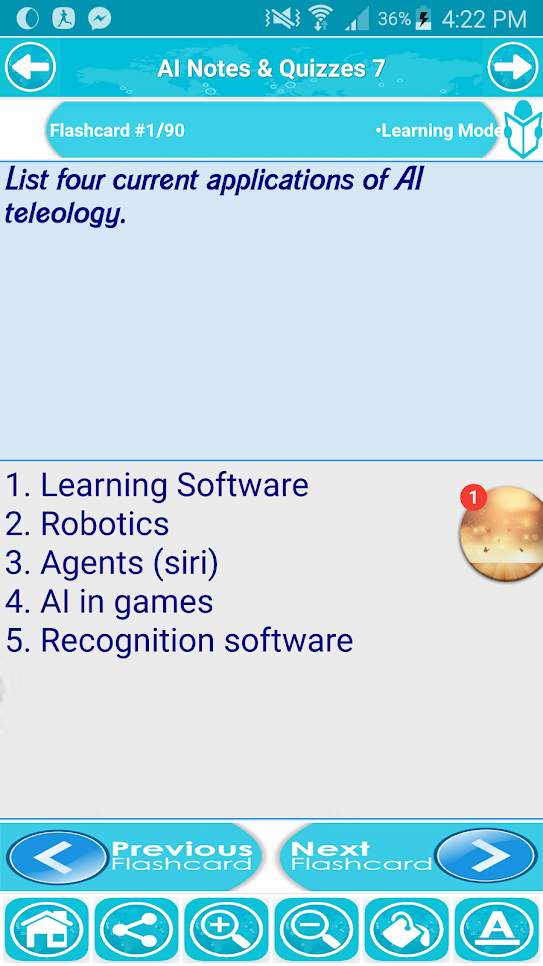 36% 4:22 PM
AI Notes & Quizzes 7
Flashcard #1/90 •Learning Mode
List four current applications of AI
teleology.
1. Learning Software
2. Robotics
3. Agents (siri)
4. AI in games
5. Recognition software
1
Previous Flashcard
Next Flashcard
A